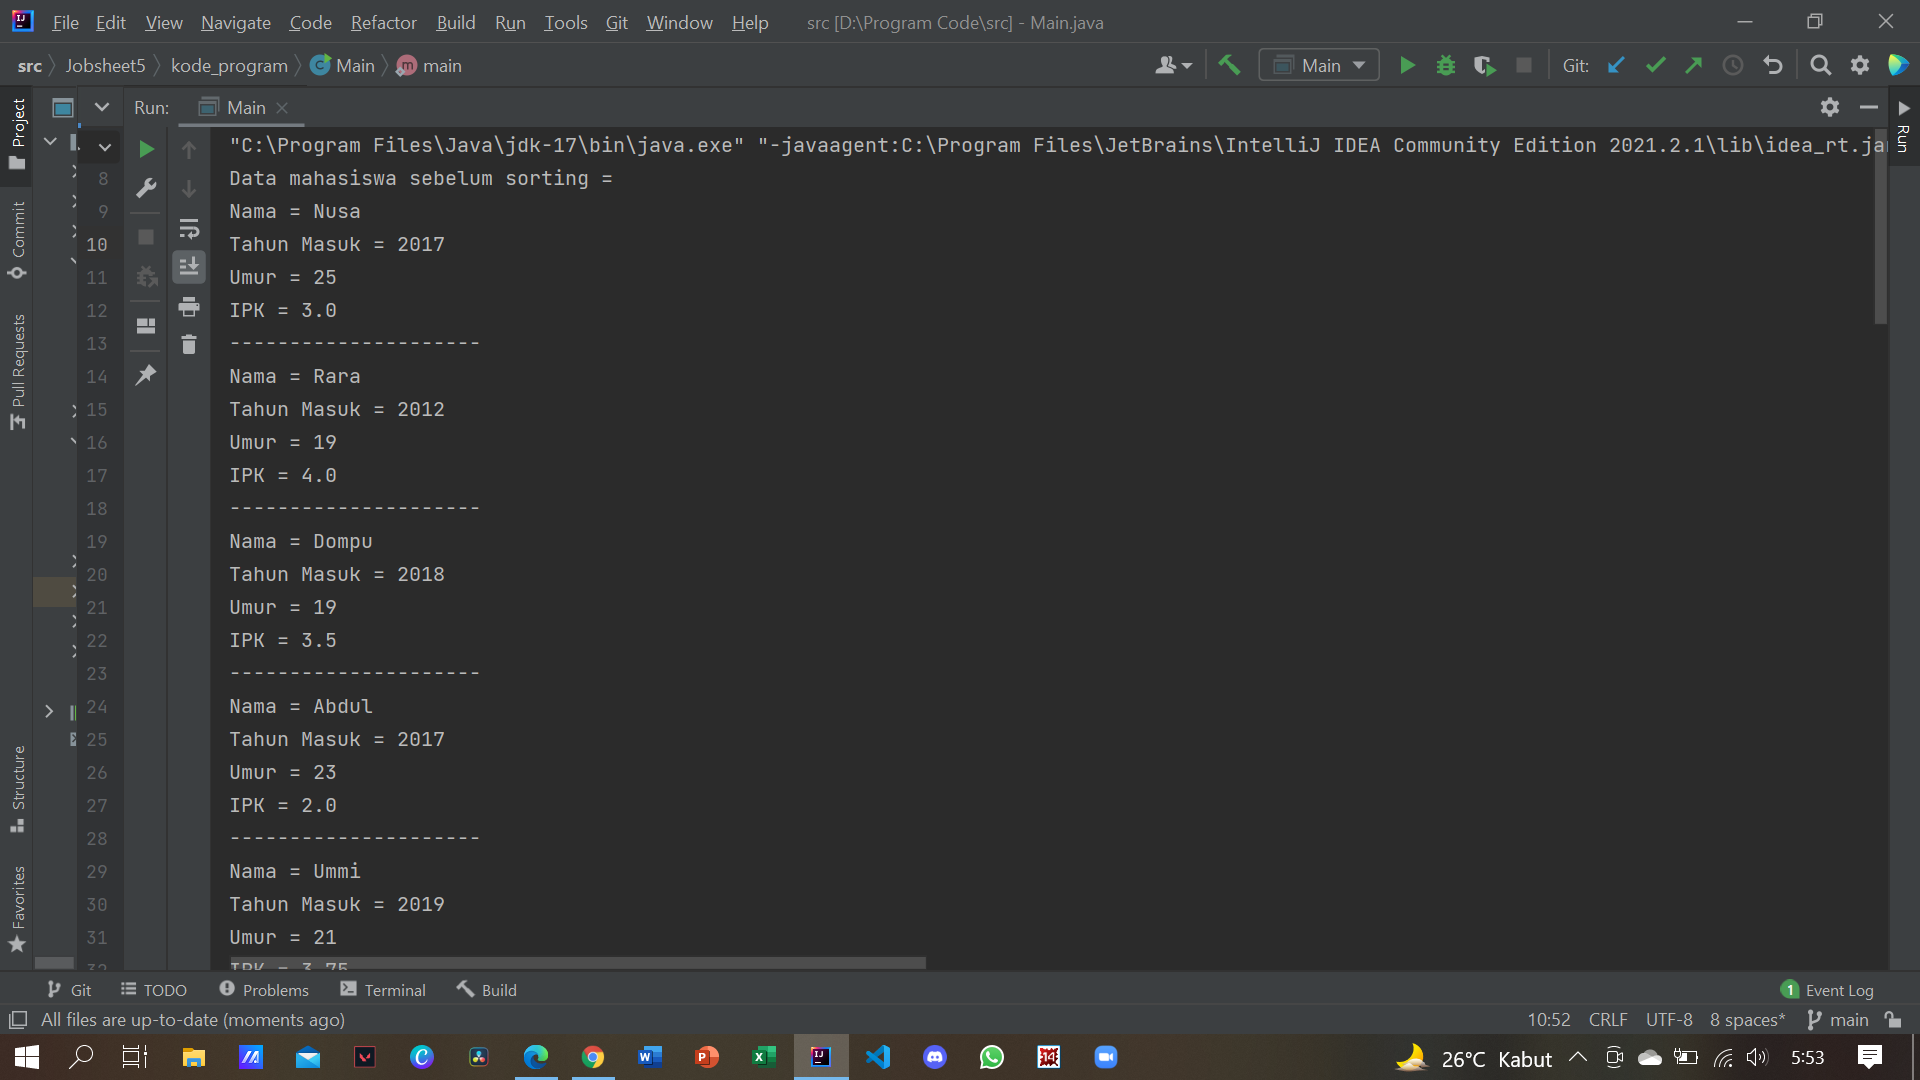 File Edit View Navigate Code Refactor Build Run Tools Git Window Help src [D:\Program Code\src] - Main.java
src Jobsheet5 kode_program Main main
Main Git:
Project
Commit
Pull Requests
Structure
Favorites
Run: Main
Run
8
9
10
11
12
13
14
15
16
17
18
19
20
21
22
23
24
25
26
27
28
29
30
31
32
"C:\Program Files\Java\jdk-17\bin\java.exe" "-javaagent:C:\Program Files\JetBrains\IntelliJ IDEA Community Edition 2021.2.1\lib\idea_rt.jar
Data mahasiswa sebelum sorting =
Nama = Nusa
Tahun Masuk = 2017
Umur = 25
IPK = 3.0
---------------------
Nama = Rara
Tahun Masuk = 2012
Umur = 19
IPK = 4.0
---------------------
Nama = Dompu
Tahun Masuk = 2018
Umur = 19
IPK = 3.5
---------------------
Nama = Abdul
Tahun Masuk = 2017
Umur = 23
IPK = 2.0
---------------------
Nama = Ummi
Tahun Masuk = 2019
Umur = 21
IPK = 3.75
Git TODO Problems Terminal Build 1 Event Log
All files are up-to-date (moments ago) 10:52 CRLF UTF-8 8 spaces* main
26°C Kabut 5:53